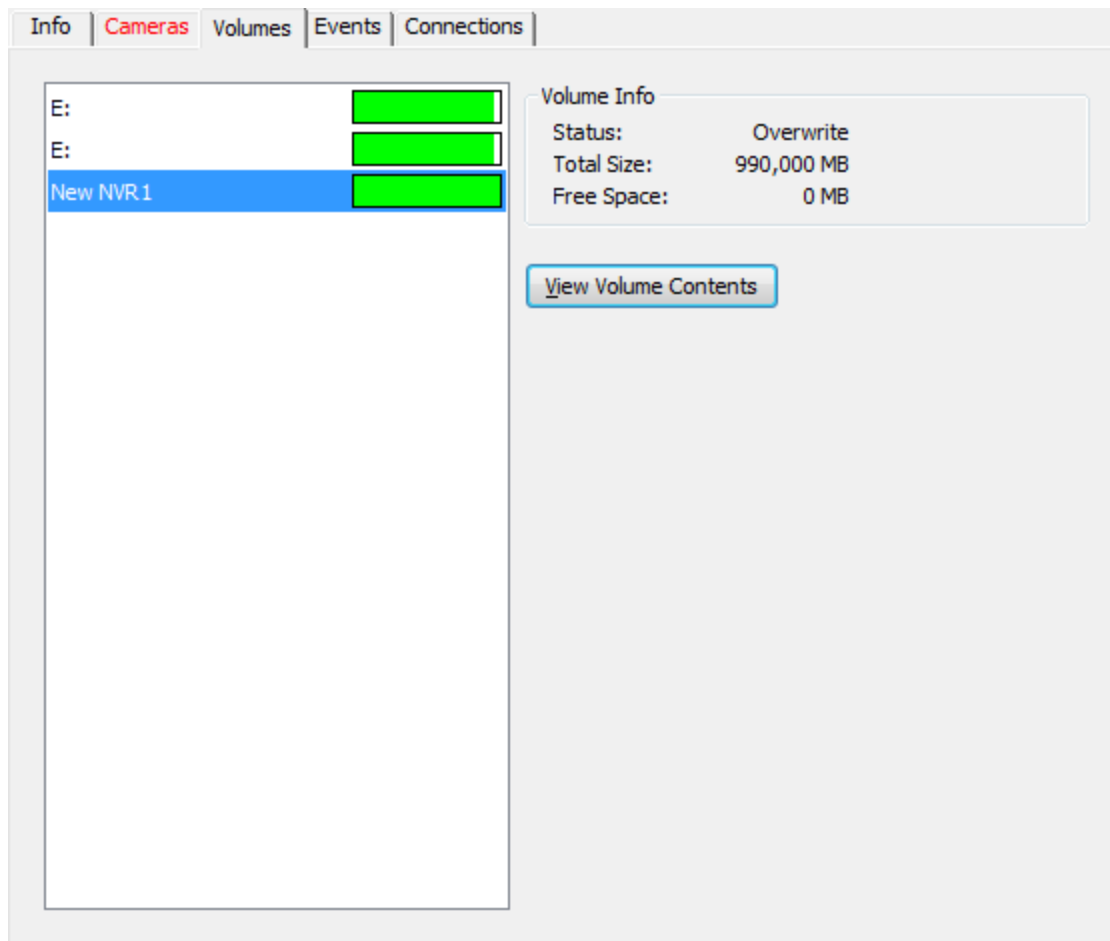 Info Cameras Volumes Events Connections
E:
E:
New NVR1
Volume Info
Status: Overwrite
Total Size: 990,000 MB
Free Space: 0 MB
View Volume Contents